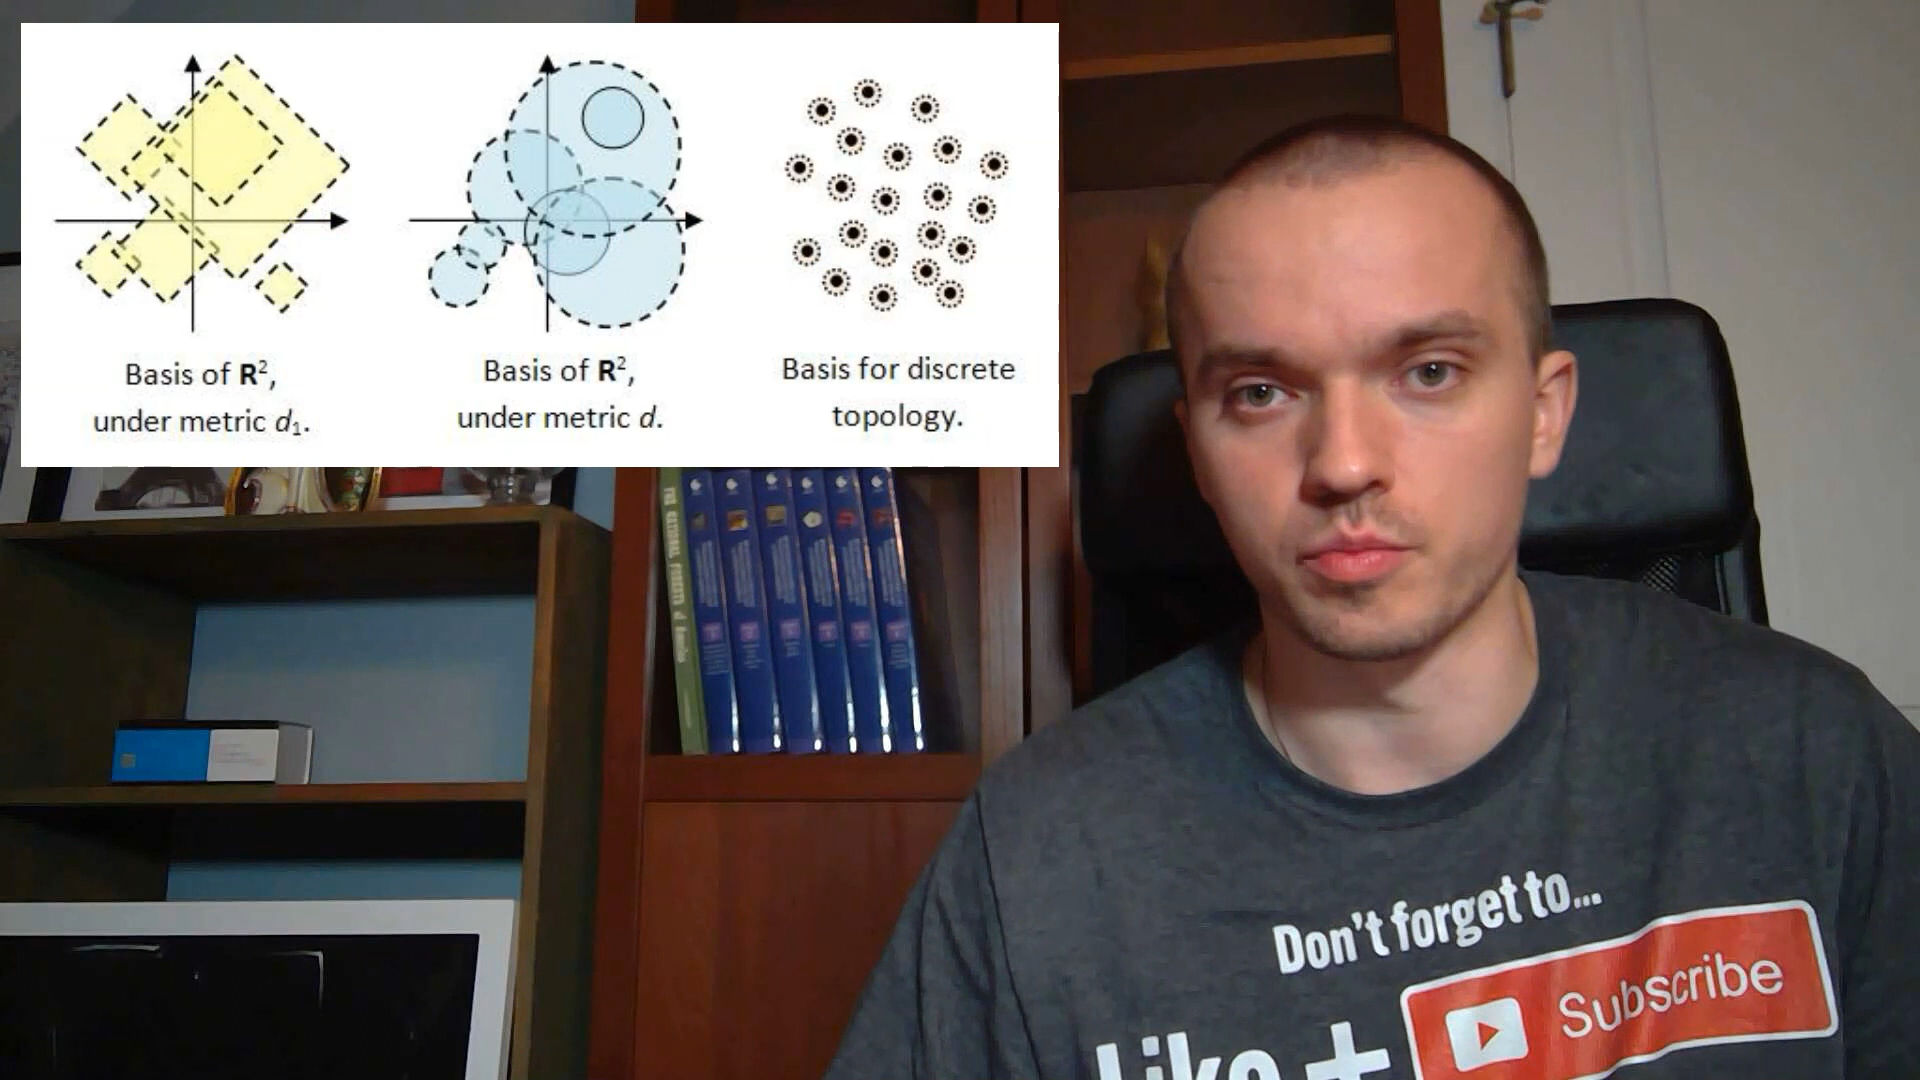 Basis of R²,
under metric d₁.
Basis of R²,
under metric d.
Basis for discrete
topology.
Don't forget to...
Like +
Subscribe